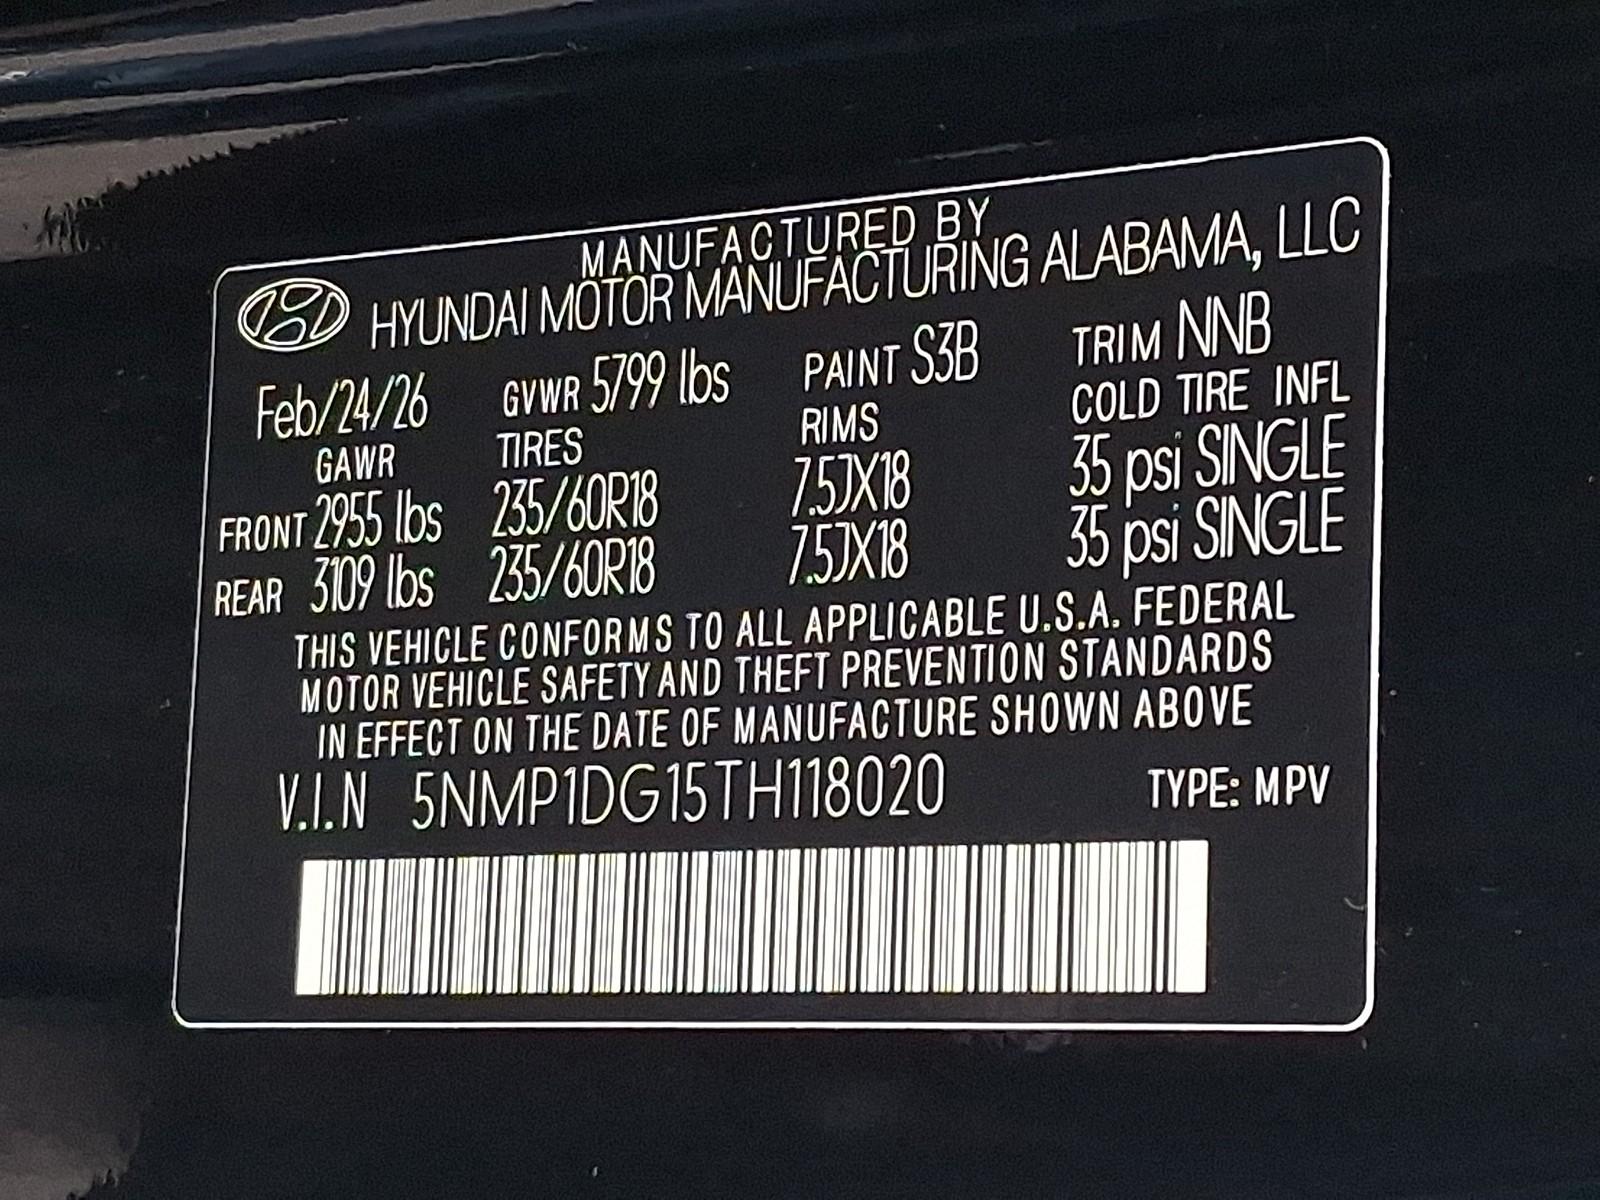 MANUFACTURED BY
HYUNDAI MOTOR MANUFACTURING ALABAMA, LLC
Feb/24/26 GVWR 5799 lbs PAINT S3B TRIM NNB
GAWR TIRES RIMS COLD TIRE INFL
FRONT 2955 lbs 235/60R18 7.5JX18 35 psi SINGLE
REAR 3109 lbs 235/60R18 7.5JX18 35 psi SINGLE
THIS VEHICLE CONFORMS TO ALL APPLICABLE U.S.A. FEDERAL
MOTOR VEHICLE SAFETY AND THEFT PREVENTION STANDARDS
IN EFFECT ON THE DATE OF MANUFACTURE SHOWN ABOVE
V.I.N 5NMP1DG15TH118020 TYPE: MPV